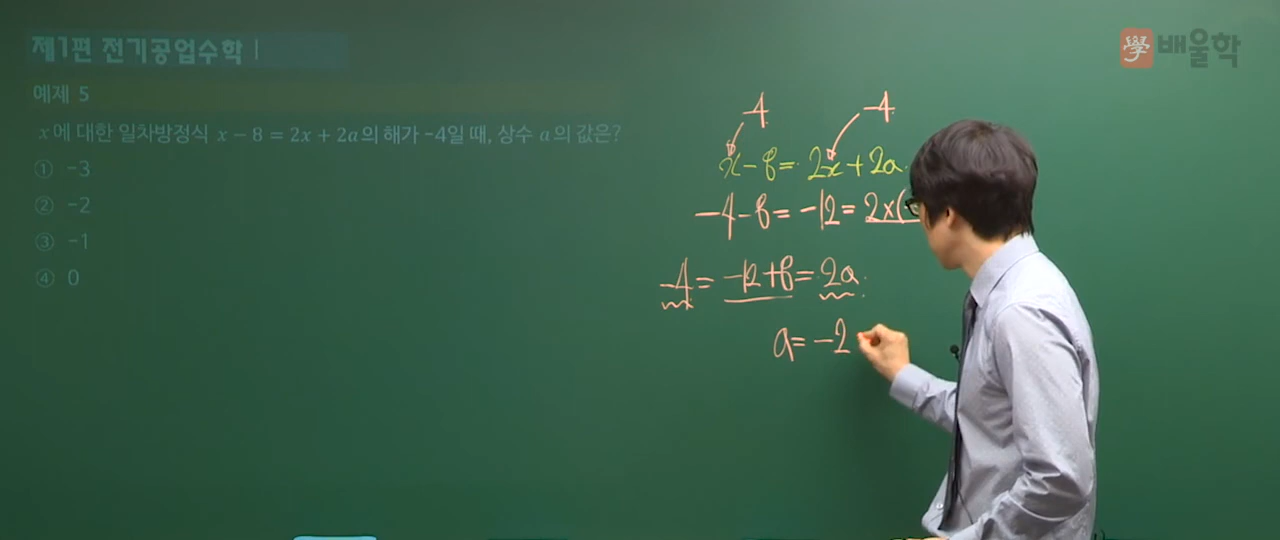 제1편 전기공업수학 |
學 배울학
예제 5
x에 대한 일차방정식 x - 8 = 2x + 2a의 해가 -4일 때, 상수 a의 값은?
① -3
② -2
③ -1
④ 0
-4 -4
x-8= 2x+2a
-4-8= -12= 2x(
-4= -12+8= 2a.
a= -2